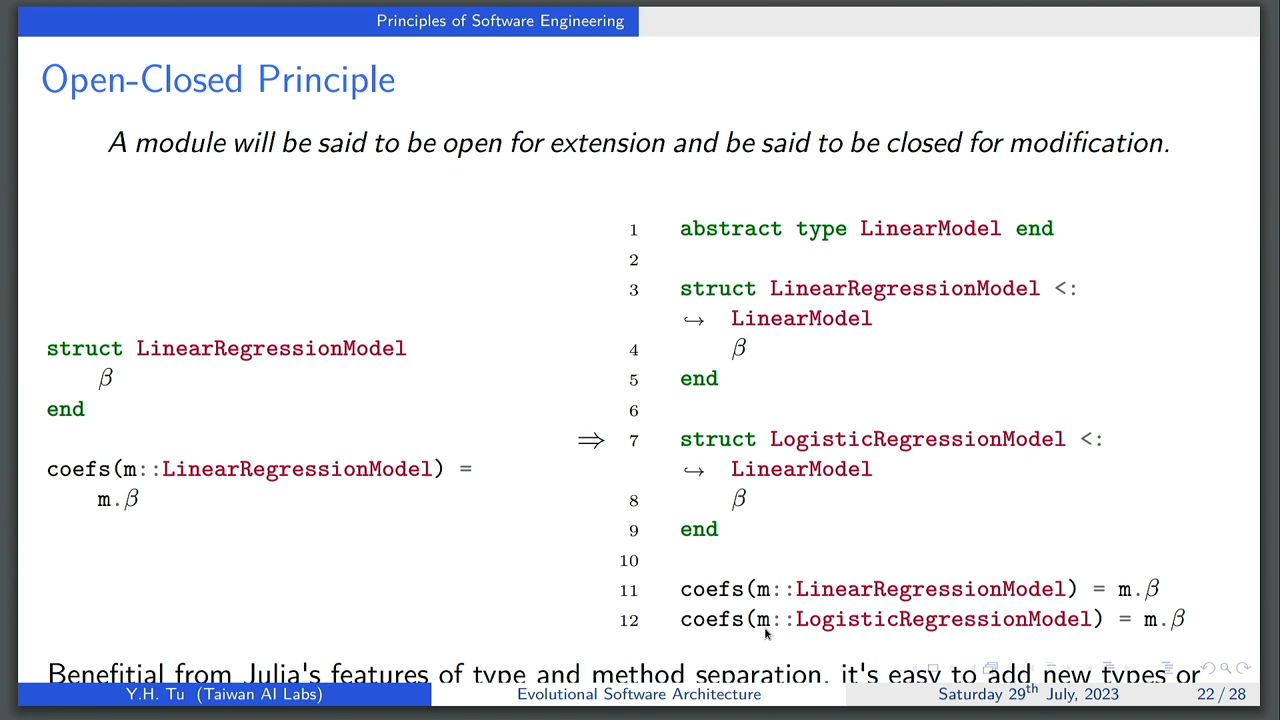 Principles of Software Engineering
Open-Closed Principle
A module will be said to be open for extension and be said to be closed for modification.
struct LinearRegressionModel
β
end
coefs(m::LinearRegressionModel) =
m.β
⇒
1 abstract type LinearModel end
2
3 struct LinearRegressionModel <:
↪ LinearModel
4 β
5 end
6
7 struct LogisticRegressionModel <:
↪ LinearModel
8 β
9 end
10
11 coefs(m::LinearRegressionModel) = m.β
12 coefs(m::LogisticRegressionModel) = m.β
Benefitial from Julia's features of type and method separation, it's easy to add new types or
Y.H. Tu (Taiwan AI Labs) Evolutional Software Architecture Saturday 29th July, 2023 22 / 28